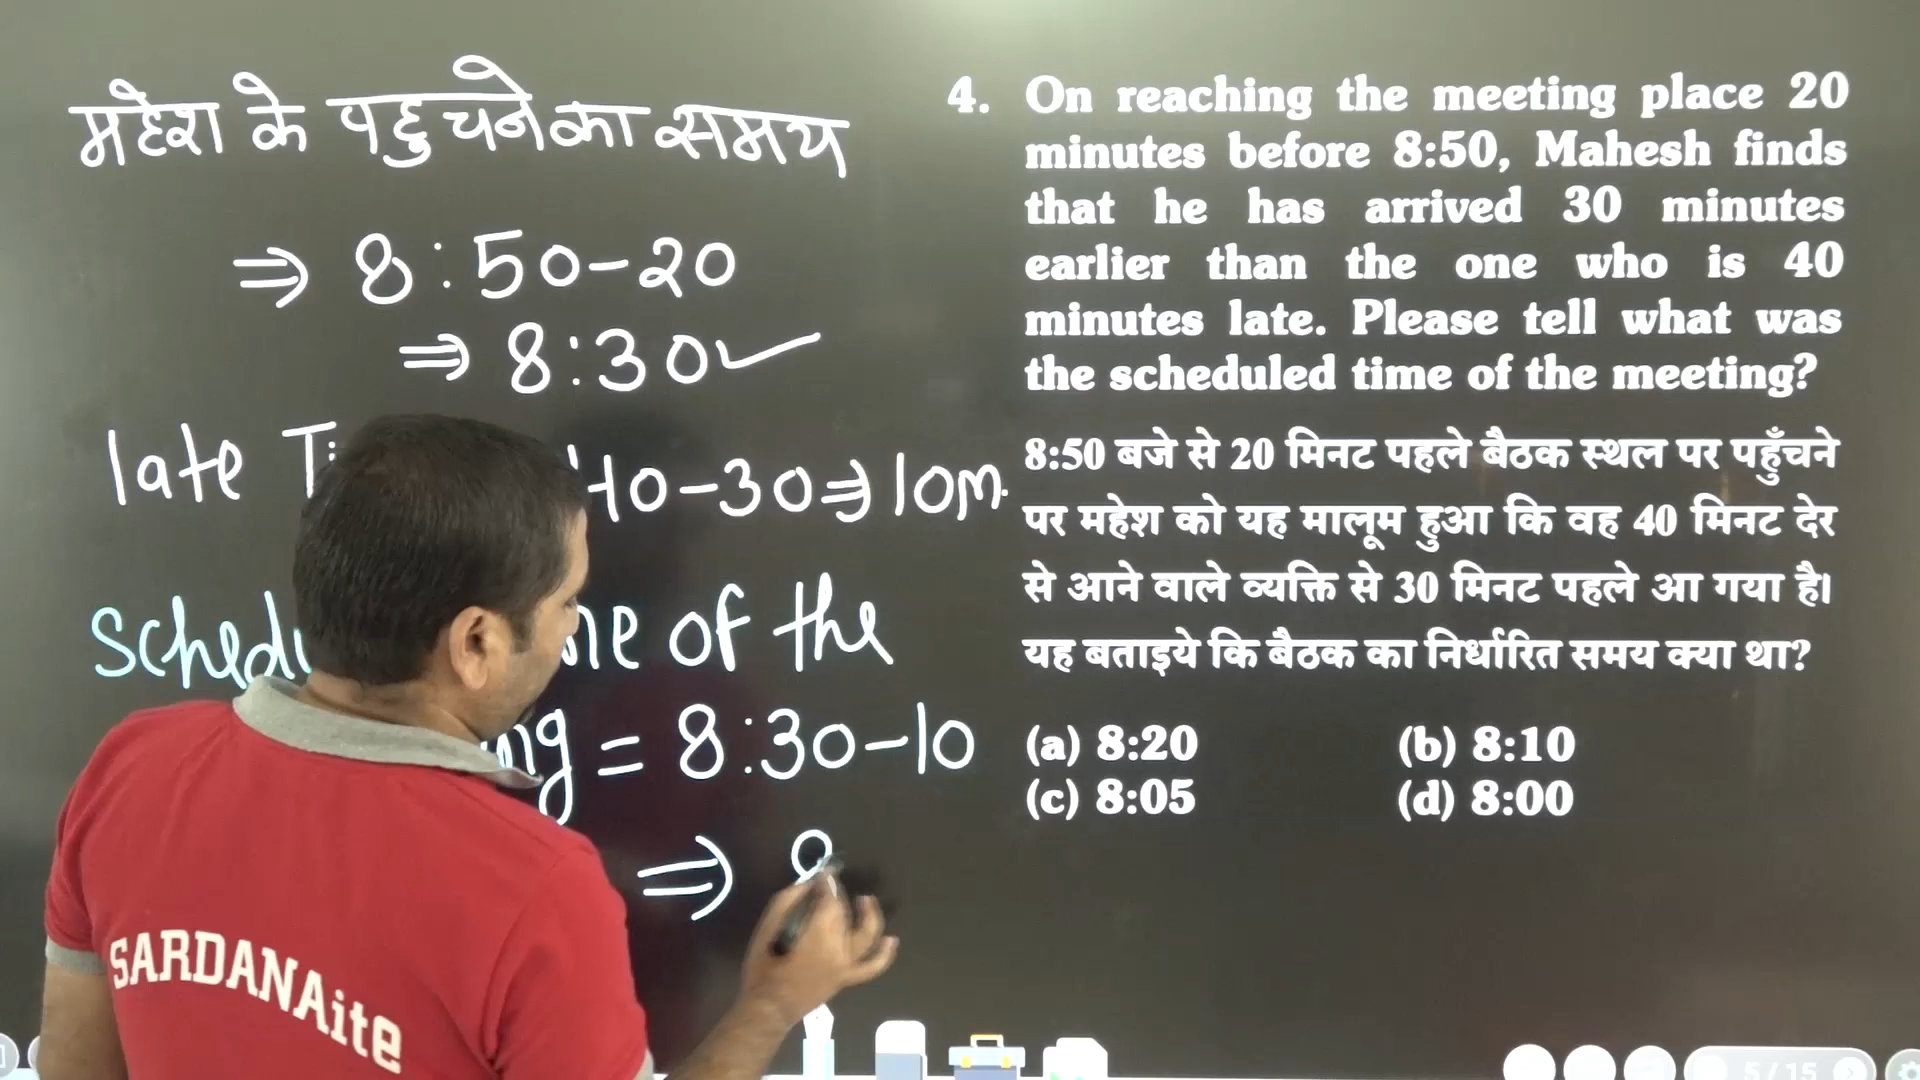 महेश के पहुचने का समय
⇒ 8:50-20
⇒ 8:30✓
late 40-30⇒10m.
of the
= 8:30-10
⇒ 8
4. On reaching the meeting place 20
minutes before 8:50, Mahesh finds
that he has arrived 30 minutes
earlier than the one who is 40
minutes late. Please tell what was
the scheduled time of the meeting?
8:50 बजे से 20 मिनट पहले बैठक स्थल पर पहुँचने
पर महेश को यह मालूम हुआ कि वह 40 मिनट देर
से आने वाले व्यक्ति से 30 मिनट पहले आ गया है।
यह बताइये कि बैठक का निर्धारित समय क्या था?
(a) 8:20 (b) 8:10
(c) 8:05 (d) 8:00
SARDANAite
5/15